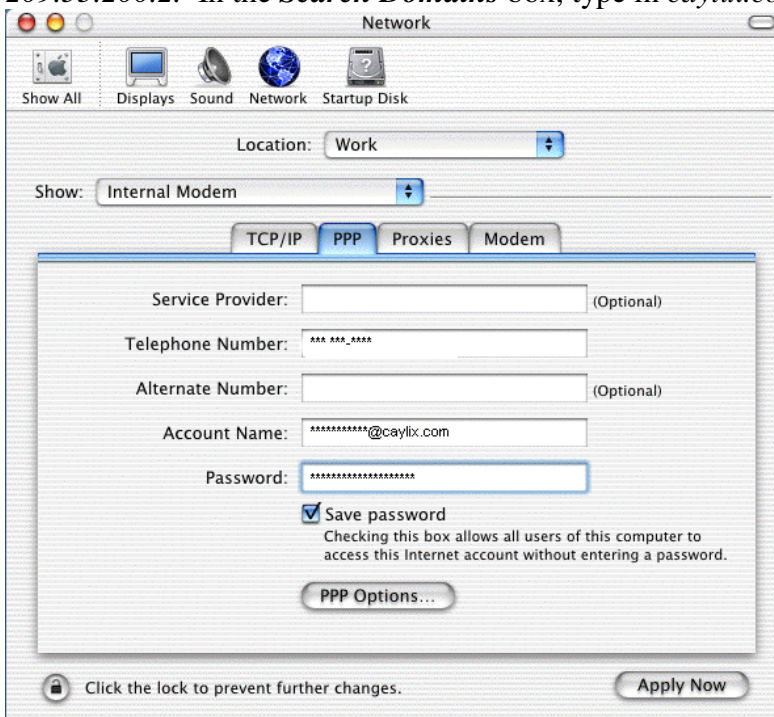 Network
Show All Displays Sound Network Startup Disk
Location: Work
Show: Internal Modem
TCP/IP PPP Proxies Modem
Service Provider: (Optional)
Telephone Number: *** ***-****
Alternate Number: (Optional)
Account Name: ***********@caylix.com
Password: ********************
Save password
Checking this box allows all users of this computer to
access this Internet account without entering a password.
PPP Options...
Click the lock to prevent further changes. Apply Now